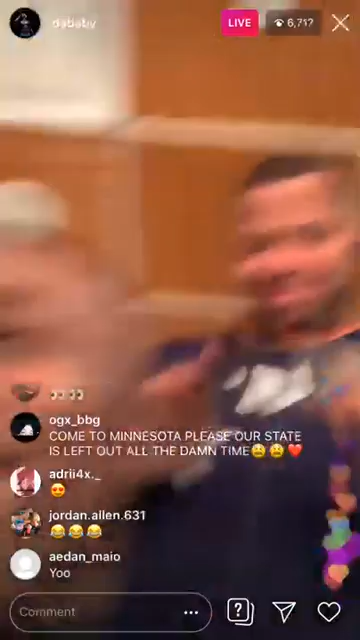 dababy
LIVE
6,717
ogx_bbg
COME TO MINNESOTA PLEASE OUR STATE
IS LEFT OUT ALL THE DAMN TIME😫😫❤️
adrii4x._
😍
jordan.allen.631
😂😂😂
aedan_maio
Yoo
Comment